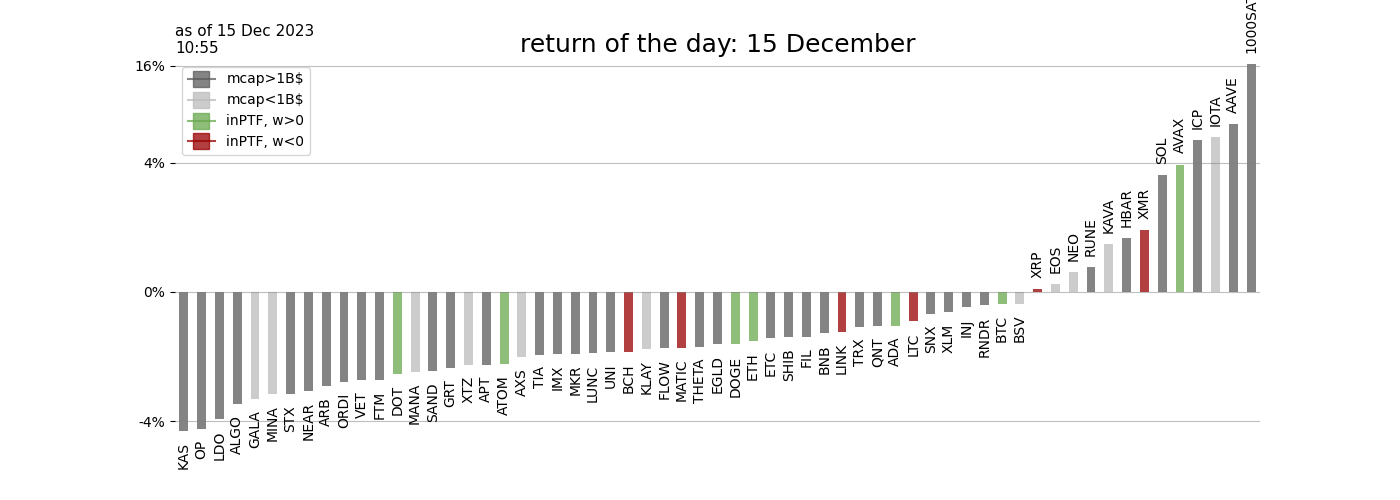 as of 15 Dec 2023
10:55
return of the day: 15 December
mcap>1B$
mcap<1B$
inPTF, w>0
inPTF, w<0
16%
4%
0%
-4%
KAS
OP
LDO
ALGO
GALA
MINA
STX
NEAR
ARB
ORDI
VET
FTM
DOT
MANA
SAND
GRT
XTZ
APT
ATOM
AXS
TIA
IMX
MKR
LUNC
UNI
BCH
KLAY
FLOW
MATIC
THETA
EGLD
DOGE
ETH
ETC
SHIB
FIL
BNB
LINK
TRX
QNT
ADA
LTC
SNX
XLM
INJ
RNDR
BTC
BSV
XRP
EOS
NEO
RUNE
KAVA
HBAR
XMR
SOL
AVAX
ICP
IOTA
AAVE